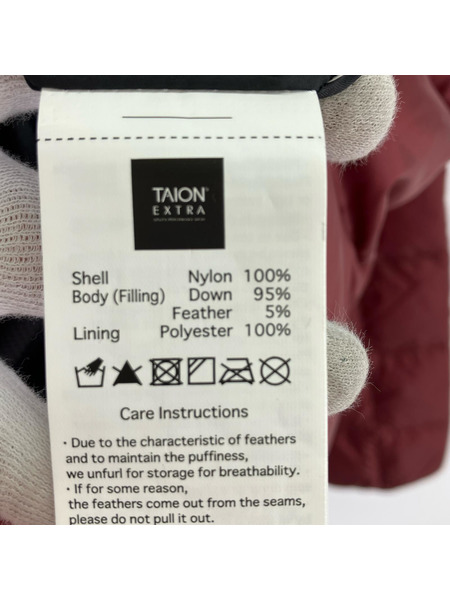 TAION®
EXTRA
Shell Nylon 100%
Body (Filling) Down 95%
Feather 5%
Lining Polyester 100%
Care Instructions
・Due to the characteristic of feathers
and to maintain the puffiness,
we unfurl for storage for breathability.
・If for some reason,
the feathers come out from the seams,
please do not pull it out.